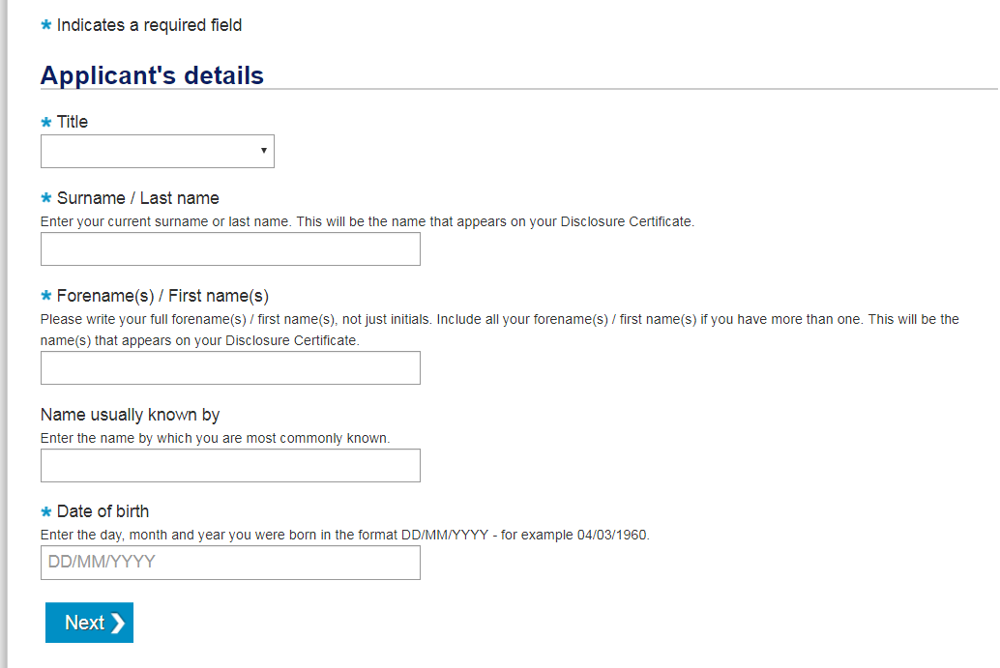 * Indicates a required field
Applicant's details
* Title
* Surname / Last name
Enter your current surname or last name. This will be the name that appears on your Disclosure Certificate.
* Forename(s) / First name(s)
Please write your full forename(s) / first name(s), not just initials. Include all your forename(s) / first name(s) if you have more than one. This will be the
name(s) that appears on your Disclosure Certificate.
Name usually known by
Enter the name by which you are most commonly known.
* Date of birth
Enter the day, month and year you were born in the format DD/MM/YYYY - for example 04/03/1960.
DD/MM/YYYY
Next